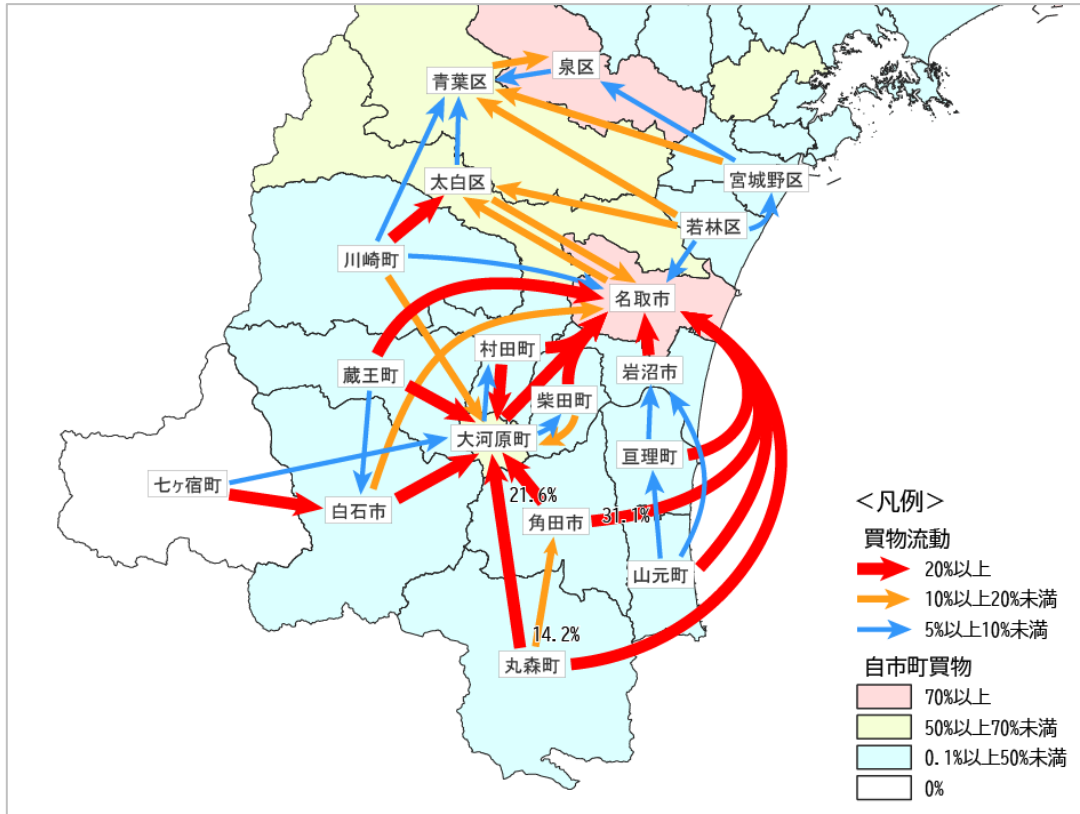 泉区
青葉区
宮城野区
太白区
若林区
川崎町
名取市
村田町
岩沼市
蔵王町
柴田町
大河原町
亘理町
七ヶ宿町
21.6%
白石市
角田市
31.1%
山元町
14.2%
丸森町
<凡例>
買物流動
20%以上
10%以上20%未満
5%以上10%未満
自市町買物
70%以上
50%以上70%未満
0.1%以上50%未満
0%